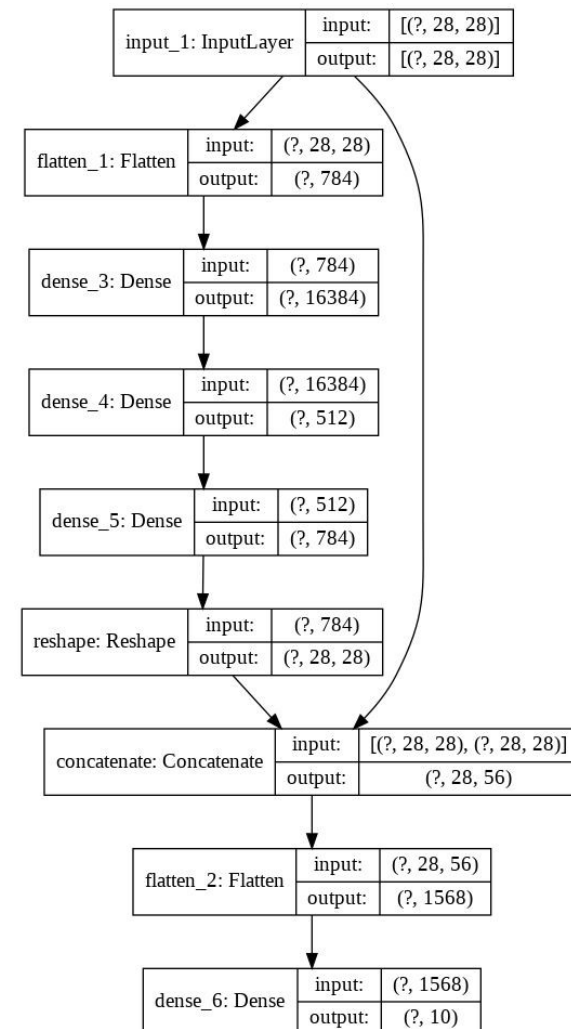 input_1: InputLayer
input: [(?, 28, 28)]
output: [(?, 28, 28)]
flatten_1: Flatten
input: (?, 28, 28)
output: (?, 784)
dense_3: Dense
input: (?, 784)
output: (?, 16384)
dense_4: Dense
input: (?, 16384)
output: (?, 512)
dense_5: Dense
input: (?, 512)
output: (?, 784)
reshape: Reshape
input: (?, 784)
output: (?, 28, 28)
concatenate: Concatenate
input: [(?, 28, 28), (?, 28, 28)]
output: (?, 28, 56)
flatten_2: Flatten
input: (?, 28, 56)
output: (?, 1568)
dense_6: Dense
input: (?, 1568)
output: (?, 10)